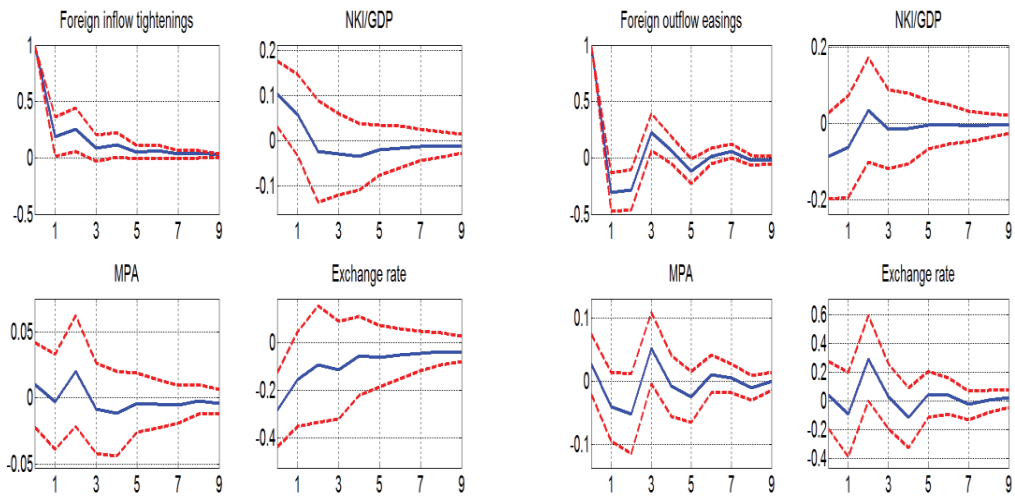 Foreign inflow tightenings NKI/GDP Foreign outflow easings NKI/GDP
1 0.2 1 0.2
0.5 0.1 0.5
0 0 0 0
-0.1
-0.5 -0.5 -0.2
1 3 5 7 9 1 3 5 7 9 1 3 5 7 9 1 3 5 7 9
MPA Exchange rate MPA Exchange rate
0.05 0 0.1 0.6
0.4
0 -0.2 0 0.2
0
-0.4 -0.1 -0.2
-0.05 -0.4
1 3 5 7 9 1 3 5 7 9 1 3 5 7 9 1 3 5 7 9